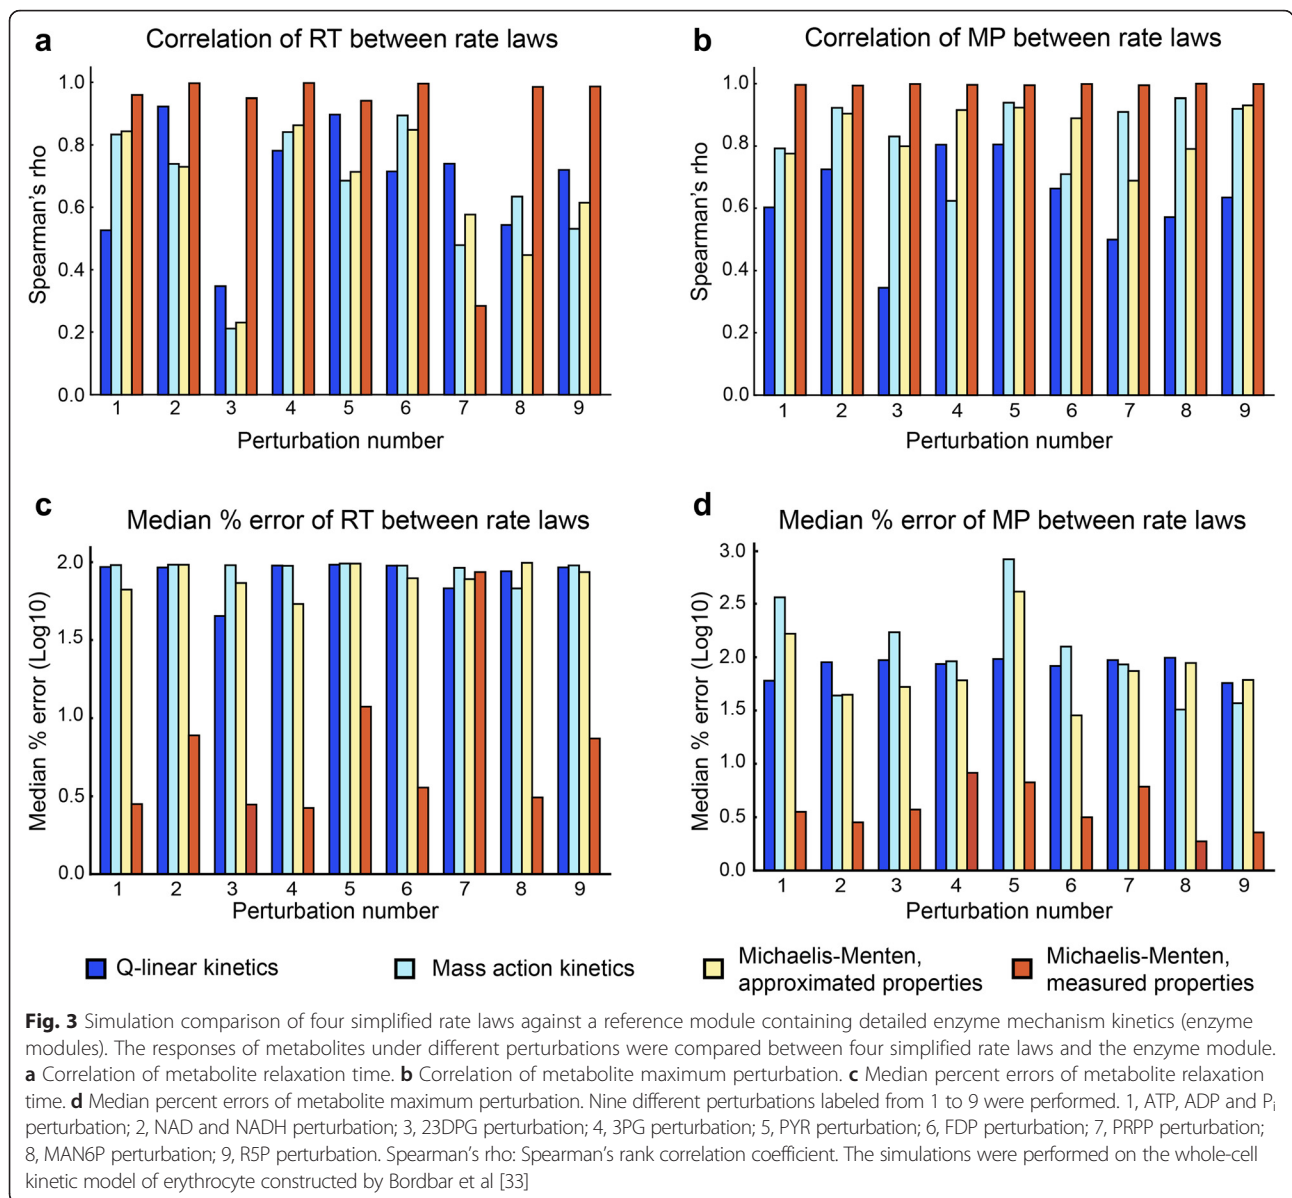 a
Correlation of RT between rate laws
Spearman's rho
1.0
0.8
0.6
0.4
0.2
0.0
1 2 3 4 5 6 7 8 9
Perturbation number
b
Correlation of MP between rate laws
Spearman's rho
1.0
0.8
0.6
0.4
0.2
0.0
1 2 3 4 5 6 7 8 9
Perturbation number
c
Median % error of RT between rate laws
Median % error (Log10)
2.0
1.5
1.0
0.5
0.0
1 2 3 4 5 6 7 8 9
Perturbation number
d
Median % error of MP between rate laws
Median % error (Log10)
3.0
2.5
2.0
1.5
1.0
0.5
0.0
1 2 3 4 5 6 7 8 9
Perturbation number
Q-linear kinetics
Mass action kinetics
Michaelis-Menten,
approximated properties
Michaelis-Menten,
measured properties
Fig. 3 Simulation comparison of four simplified rate laws against a reference module containing detailed enzyme mechanism kinetics (enzyme
modules). The responses of metabolites under different perturbations were compared between four simplified rate laws and the enzyme module.
a Correlation of metabolite relaxation time. b Correlation of metabolite maximum perturbation. c Median percent errors of metabolite relaxation
time. d Median percent errors of metabolite maximum perturbation. Nine different perturbations labeled from 1 to 9 were performed. 1, ATP, ADP and Pi
perturbation; 2, NAD and NADH perturbation; 3, 23DPG perturbation; 4, 3PG perturbation; 5, PYR perturbation; 6, FDP perturbation; 7, PRPP perturbation;
8, MAN6P perturbation; 9, R5P perturbation. Spearman's rho: Spearman's rank correlation coefficient. The simulations were performed on the whole-cell
kinetic model of erythrocyte constructed by Bordbar et al [33]